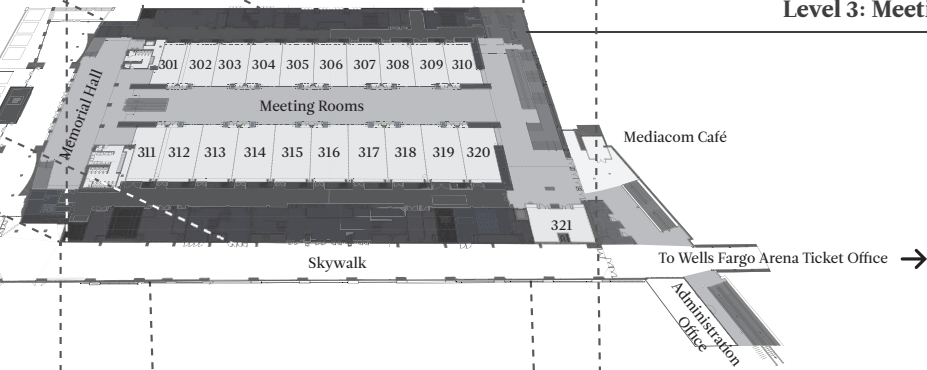 Level 3: Meeti
301 302 303 304 305 306 307 308 309 310
Memorial Hall
Meeting Rooms
Mediacom Café
311 312 313 314 315 316 317 318 319 320
321
Skywalk
To Wells Fargo Arena Ticket Office
Administration
Office